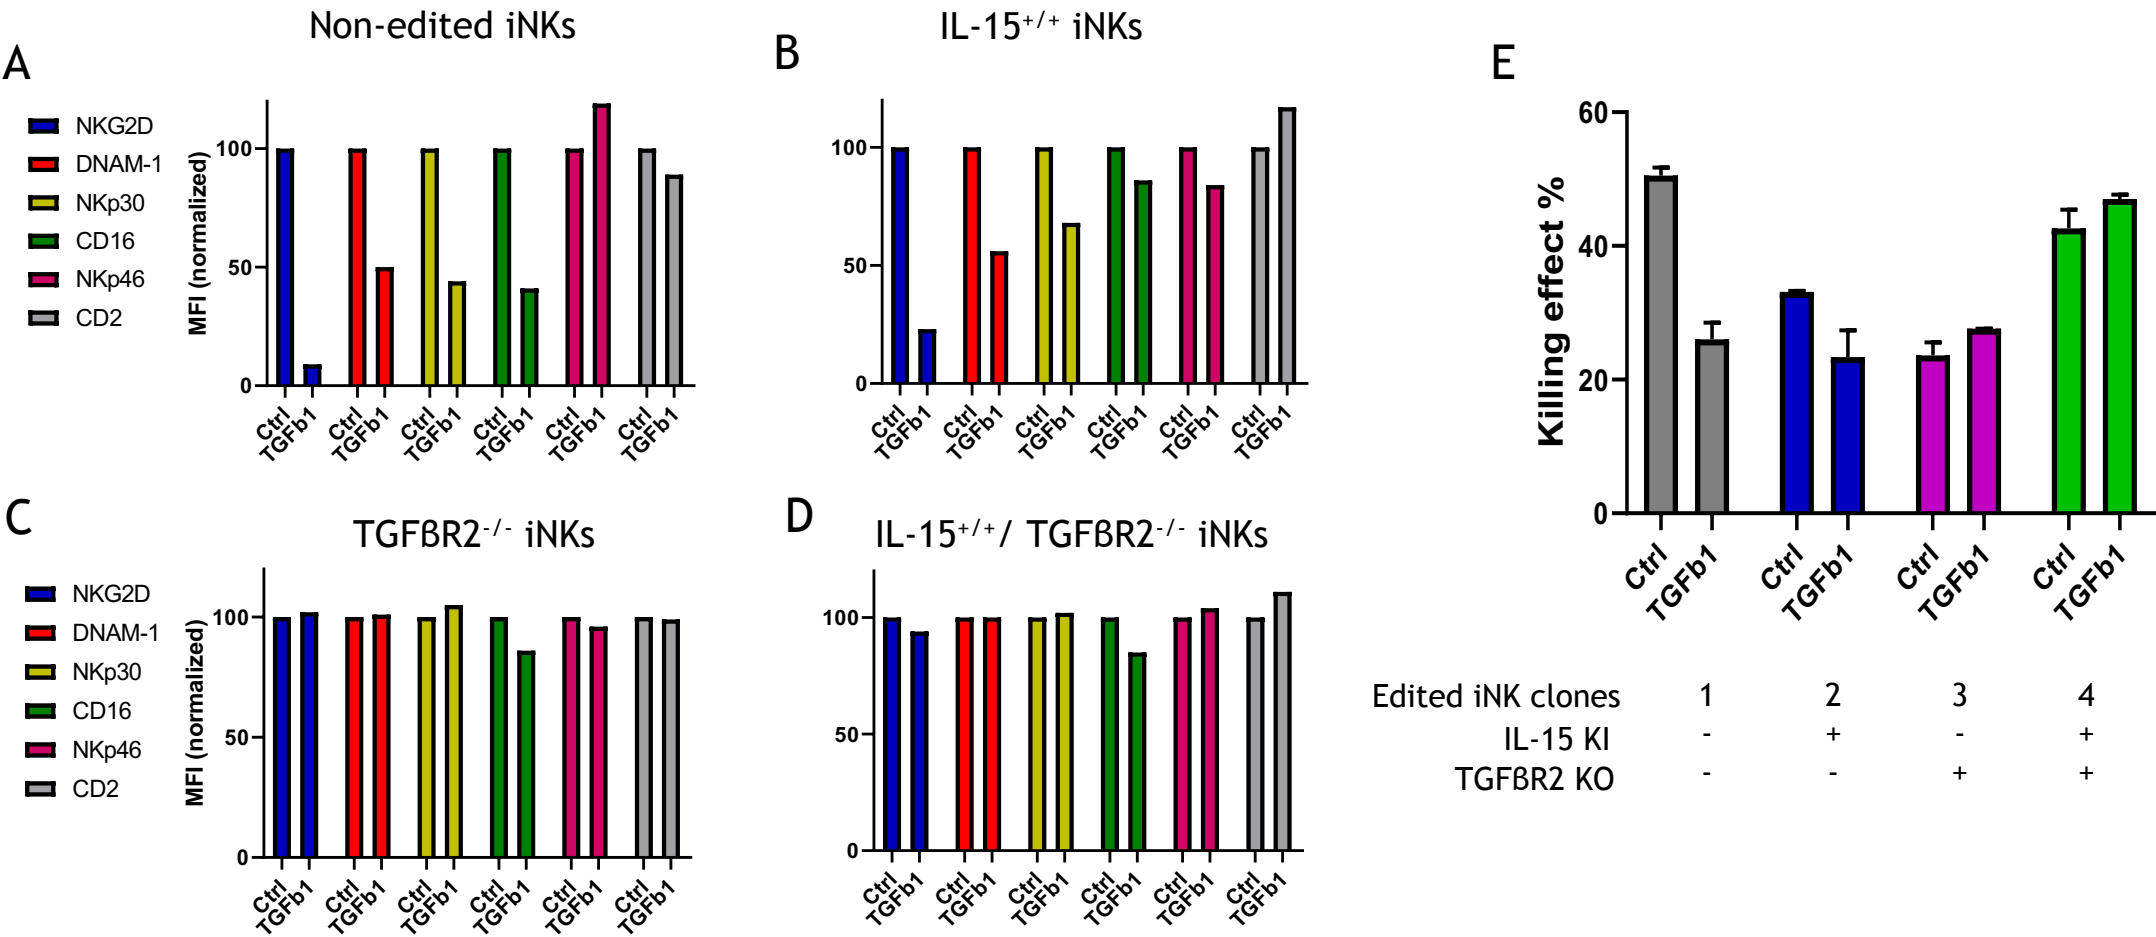 A
Non-edited iNKs
NKG2D
DNAM-1
NKp30
CD16
NKp46
CD2
MFI (normalized)
100
50
0
Ctrl
TGFb1
Ctrl
TGFb1
Ctrl
TGFb1
Ctrl
TGFb1
Ctrl
TGFb1
Ctrl
TGFb1
B
IL-15+/+ iNKs
100
50
0
Ctrl
TGFb1
Ctrl
TGFb1
Ctrl
TGFb1
Ctrl
TGFb1
Ctrl
TGFb1
Ctrl
TGFb1
C
TGFßR2-/- iNKs
NKG2D
DNAM-1
NKp30
CD16
NKp46
CD2
MFI (normalized)
100
50
0
Ctrl
TGFb1
Ctrl
TGFb1
Ctrl
TGFb1
Ctrl
TGFb1
Ctrl
TGFb1
Ctrl
TGFb1
D
IL-15+/+/ TGFßR2-/- iNKs
100
50
0
Ctrl
TGFb1
Ctrl
TGFb1
Ctrl
TGFb1
Ctrl
TGFb1
Ctrl
TGFb1
Ctrl
TGFb1
E
Killing effect %
60
40
20
0
Ctrl
TGFb1
Ctrl
TGFb1
Ctrl
TGFb1
Ctrl
TGFb1
Edited iNK clones 1 2 3 4
IL-15 KI - + - +
TGFßR2 KO - - + +